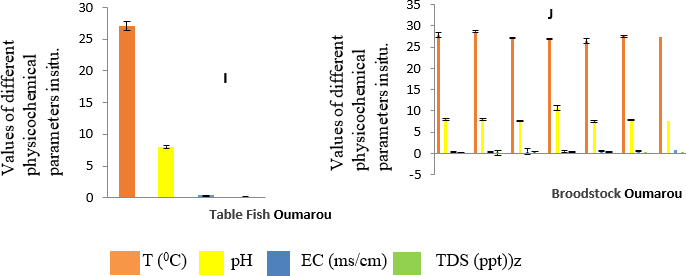 Values of different
physicochemical
parameters insitu.
30
25
20
15
10
5
0
I
Table Fish Oumarou
Values of different
physicochemical
parameters insitu.
35
30
25
20
15
10
5
0
-5
J
Broodstock Oumarou
T (⁰C) pH EC (ms/cm) TDS (ppt))z